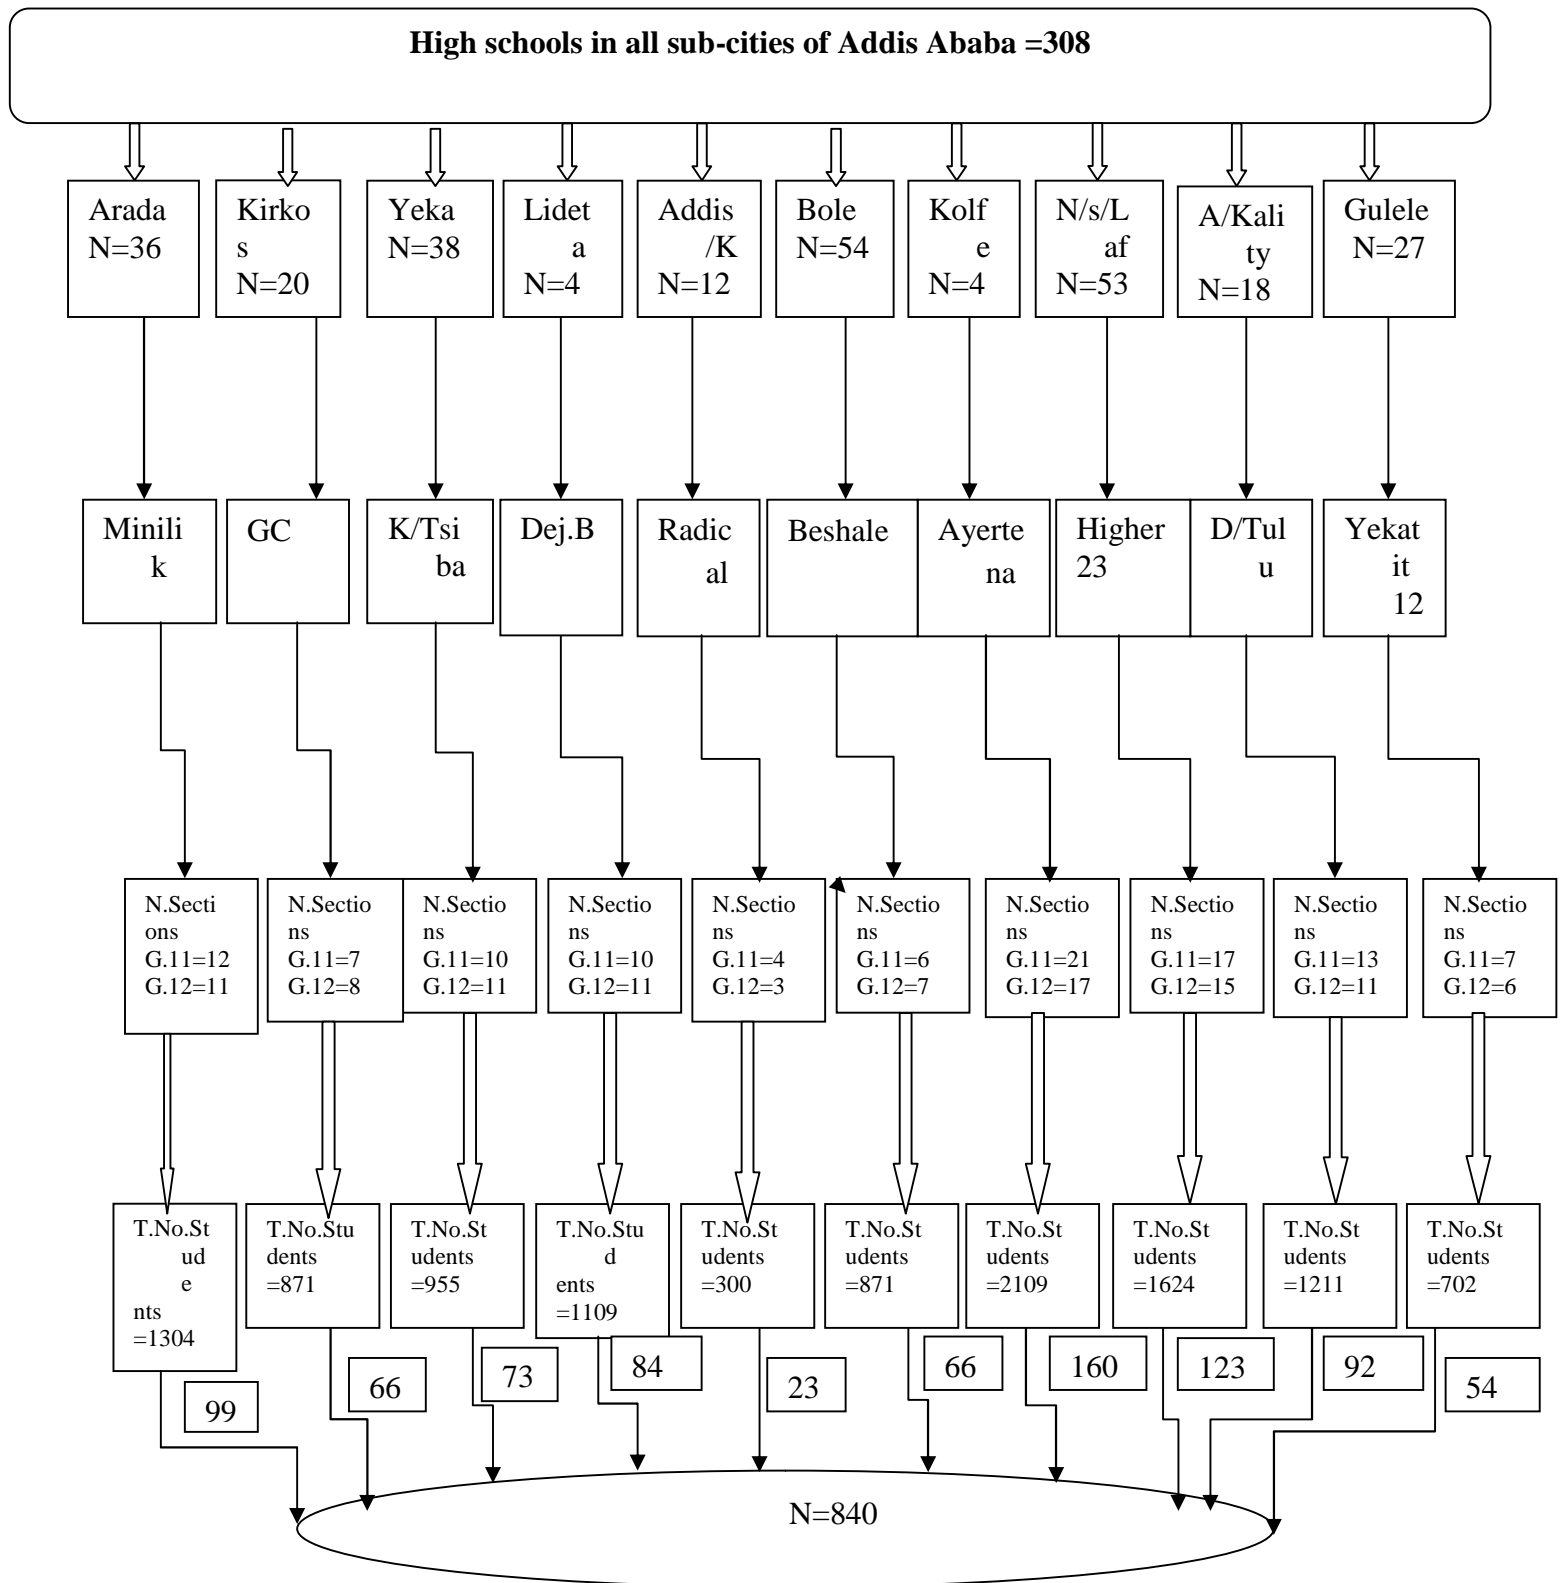 High schools in all sub-cities of Addis Ababa =308
Arada
N=36
Kirko
s
N=20
Yeka
N=38
Lidet
a
N=4
Addis
/K
N=12
Bole
N=54
Kolf
e
N=4
N/s/L
af
N=53
A/Kali
ty
N=18
Gulele
N=27
Minili
k
GC
K/Tsi
ba
Dej.B
Radic
al
Beshale
Ayerte
na
Higher
23
D/Tul
u
Yekat
it
12
N.Secti
ons
G.11=12
G.12=11
N.Sectio
ns
G.11=7
G.12=8
N.Sectio
ns
G.11=10
G.12=11
N.Sectio
ns
G.11=10
G.12=11
N.Sectio
ns
G.11=4
G.12=3
N.Sectio
ns
G.11=6
G.12=7
N.Sectio
ns
G.11=21
G.12=17
N.Sectio
ns
G.11=17
G.12=15
N.Sectio
ns
G.11=13
G.12=11
N.Sectio
ns
G.11=7
G.12=6
T.No.St
ud
e
nts
=1304
T.No.Stu
dents
=871
T.No.St
udents
=955
T.No.Stu
d
ents
=1109
T.No.St
udents
=300
T.No.St
udents
=871
T.No.St
udents
=2109
T.No.St
udents
=1624
T.No.St
udents
=1211
T.No.St
udents
=702
99
66
73
84
23
66
160
123
92
54
N=840